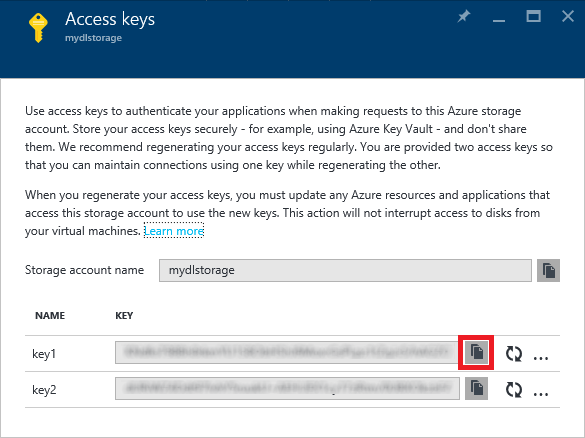 Access keys
mydlstorage
Use access keys to authenticate your applications when making requests to this Azure storage
account. Store your access keys securely - for example, using Azure Key Vault - and don't share
them. We recommend regenerating your access keys regularly. You are provided two access keys so
that you can maintain connections using one key while regenerating the other.
When you regenerate your access keys, you must update any Azure resources and applications that
access this storage account to use the new keys. This action will not interrupt access to disks from
your virtual machines. Learn more
Storage account name mydlstorage
NAME KEY
key1
key2